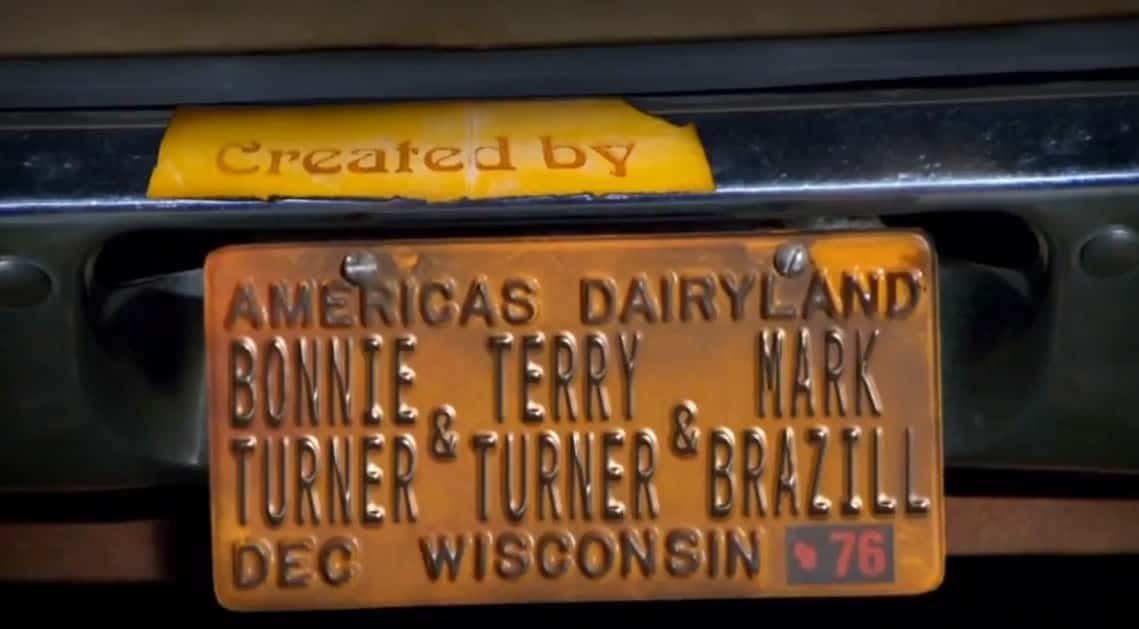 Created by
AMERICAS DAIRYLAND
BONNIE TERRY MARK
& &
TURNER TURNER BRAZILL
DEC WISCONSIN 76